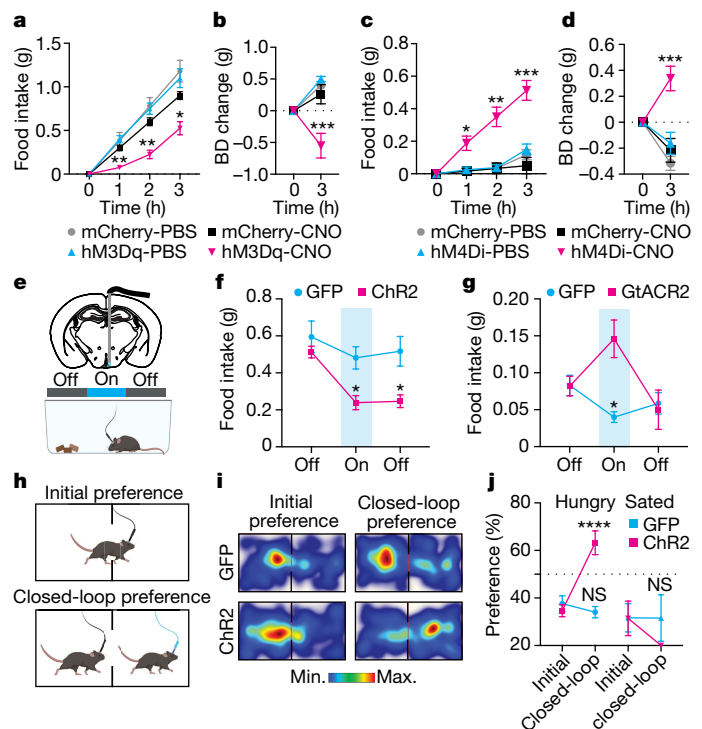 a
Food intake (g)
1.5
1.0
0.5
0
0 1 2 3
Time (h)
** ** *
b
BD change (g)
1.0
0.5
0
−0.5
−1.0
0 3
Time (h)
***
mCherry-PBS mCherry-CNO
hM3Dq-PBS hM3Dq-CNO
c
Food intake (g)
0.8
0.6
0.4
0.2
0
0 1 2 3
Time (h)
* ** ***
d
BD change (g)
0.6
0.4
0.2
0
−0.2
−0.4
0 3
Time (h)
***
mCherry-PBS mCherry-CNO
hM4Di-PBS hM4Di-CNO
e
Off On Off
f
GFP ChR2
Food intake (g)
0.8
0.6
0.4
0.2
0
* *
Off On Off
g
GFP GtACR2
Food intake (g)
0.20
0.15
0.10
0.05
0
*
Off On Off
h
Initial preference
Closed-loop preference
i
Initial
preference
Closed-loop
preference
GFP
ChR2
Min. Max.
j
Preference (%)
80
60
40
20
Hungry Sated
GFP
ChR2
****
NS NS
Initial
Closed-loop
Initial
closed-loop